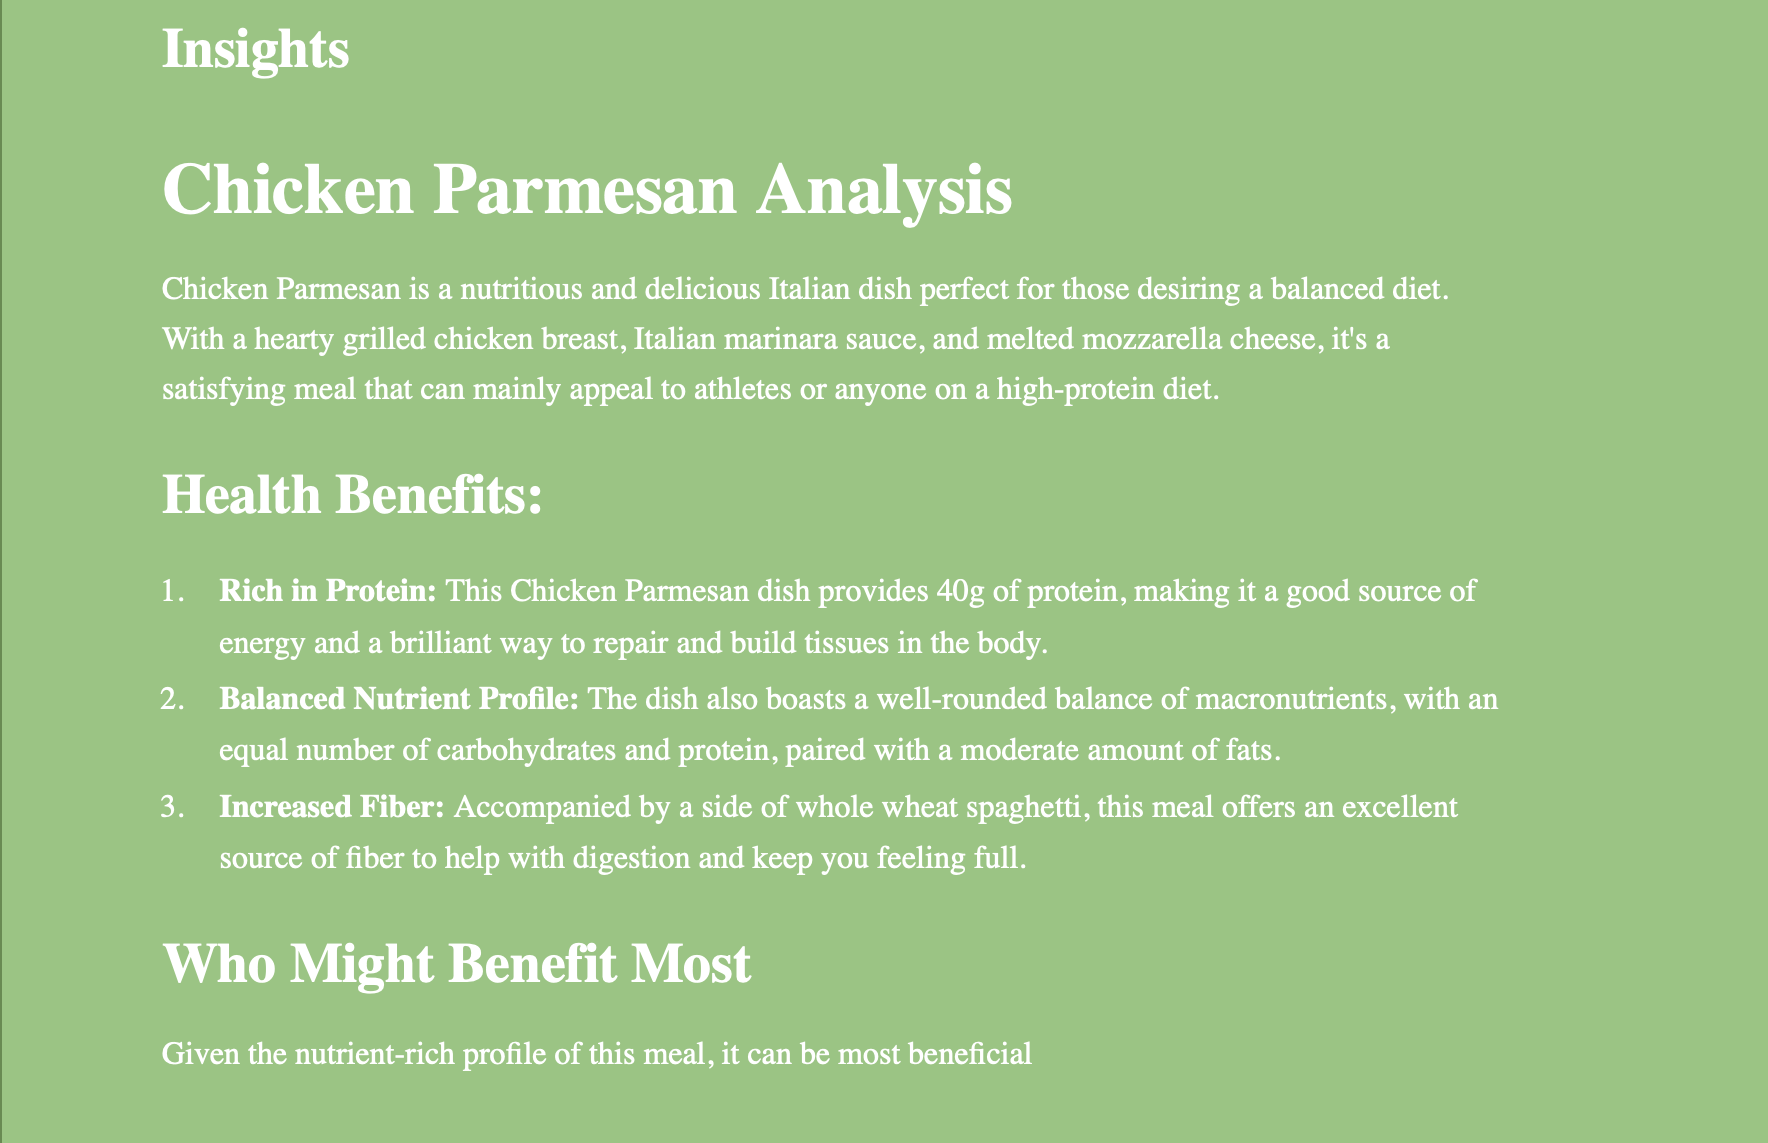 Insights
Chicken Parmesan Analysis
Chicken Parmesan is a nutritious and delicious Italian dish perfect for those desiring a balanced diet.
With a hearty grilled chicken breast, Italian marinara sauce, and melted mozzarella cheese, it's a
satisfying meal that can mainly appeal to athletes or anyone on a high-protein diet.
Health Benefits:
1. Rich in Protein: This Chicken Parmesan dish provides 40g of protein, making it a good source of
energy and a brilliant way to repair and build tissues in the body.
2. Balanced Nutrient Profile: The dish also boasts a well-rounded balance of macronutrients, with an
equal number of carbohydrates and protein, paired with a moderate amount of fats.
3. Increased Fiber: Accompanied by a side of whole wheat spaghetti, this meal offers an excellent
source of fiber to help with digestion and keep you feeling full.
Who Might Benefit Most
Given the nutrient-rich profile of this meal, it can be most beneficial